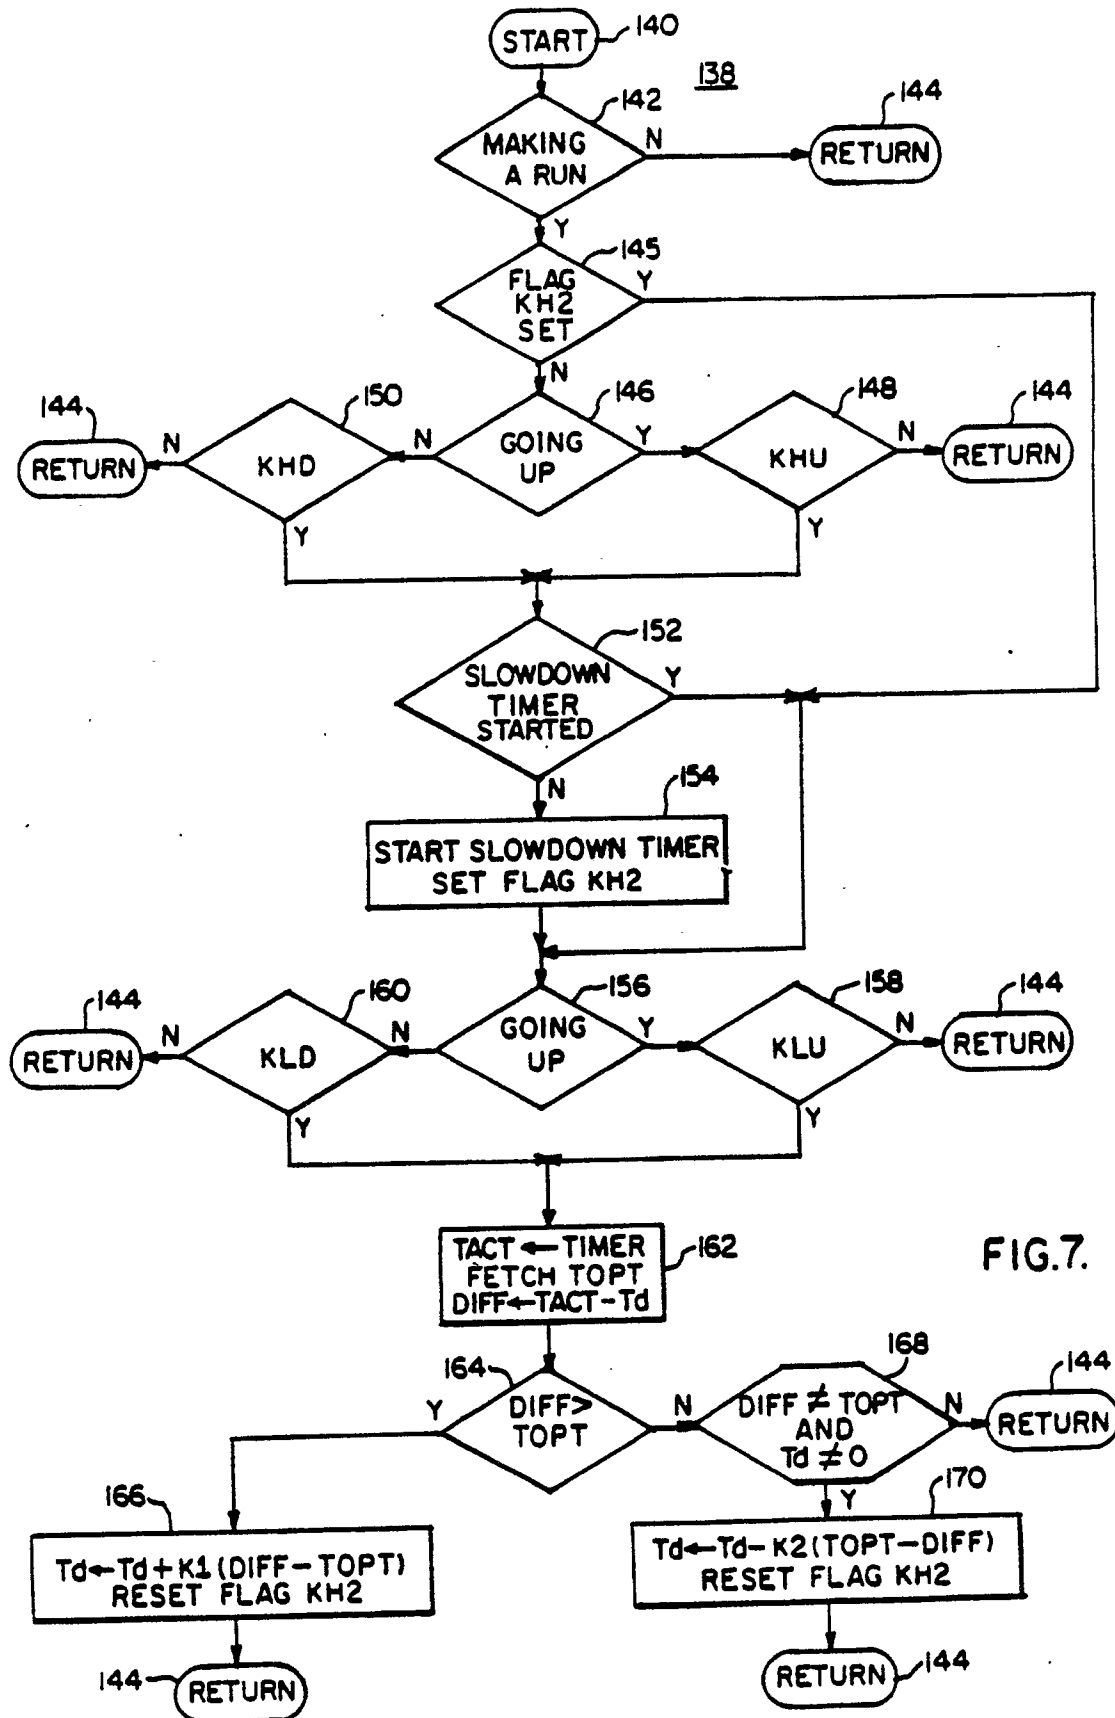 START
140
138
142
MAKING
A RUN
N
144
RETURN
Y
145
FLAG
KH2
SET
Y
N
144
RETURN
N
150
KHD
N
146
GOING
UP
Y
148
KHU
N
144
RETURN
Y
Y
152
SLOWDOWN
TIMER
STARTED
Y
N
154
START SLOWDOWN TIMER
SET FLAG KH2
144
RETURN
N
160
KLD
N
156
GOING
UP
Y
158
KLU
N
144
RETURN
Y
Y
TACT ← TIMER
FETCH TOPT
DIFF←TACT-Td
162
FIG.7.
164
Y
DIFF>
TOPT
N
168
DIFF ≠ TOPT
AND
Td ≠ 0
N
144
RETURN
Y
166
Td←Td+K1(DIFF-TOPT)
RESET FLAG KH2
170
Td←Td-K2(TOPT-DIFF)
RESET FLAG KH2
144
RETURN
RETURN
144